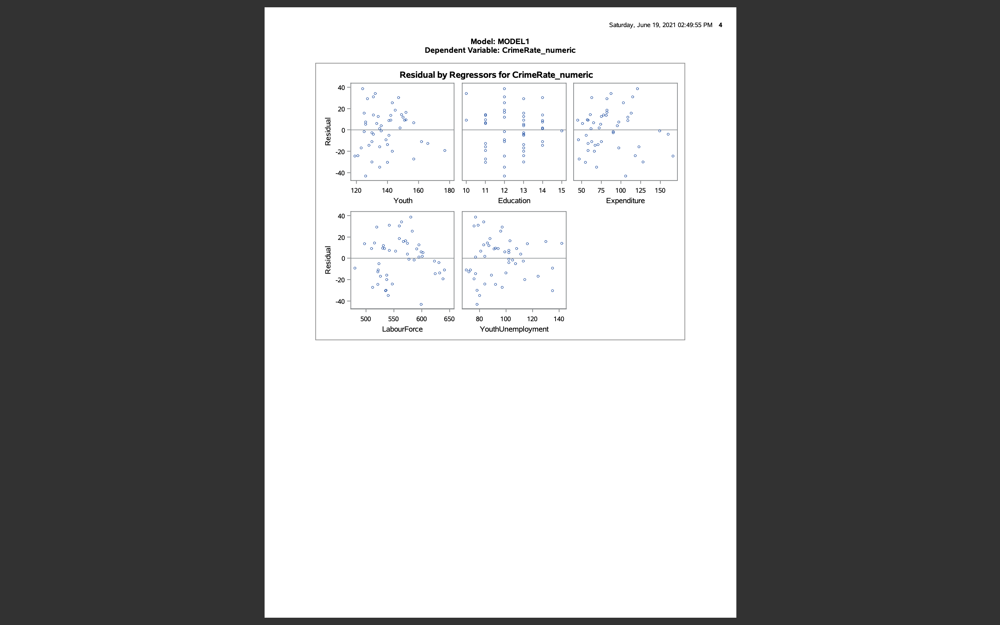 Saturday, June 19, 2021 02:49:55 PM 4
Model: MODEL1
Dependent Variable: CrimeRate_numeric
Residual by Regressors for CrimeRate_numeric
40
20
0
-20
-40
Residual
120 140 160 180
Youth
10 11 12 13 14 15
Education
50 75 100 125 150
Expenditure
40
20
0
-20
-40
Residual
500 550 600 650
LabourForce
80 100 120 140
YouthUnemployment